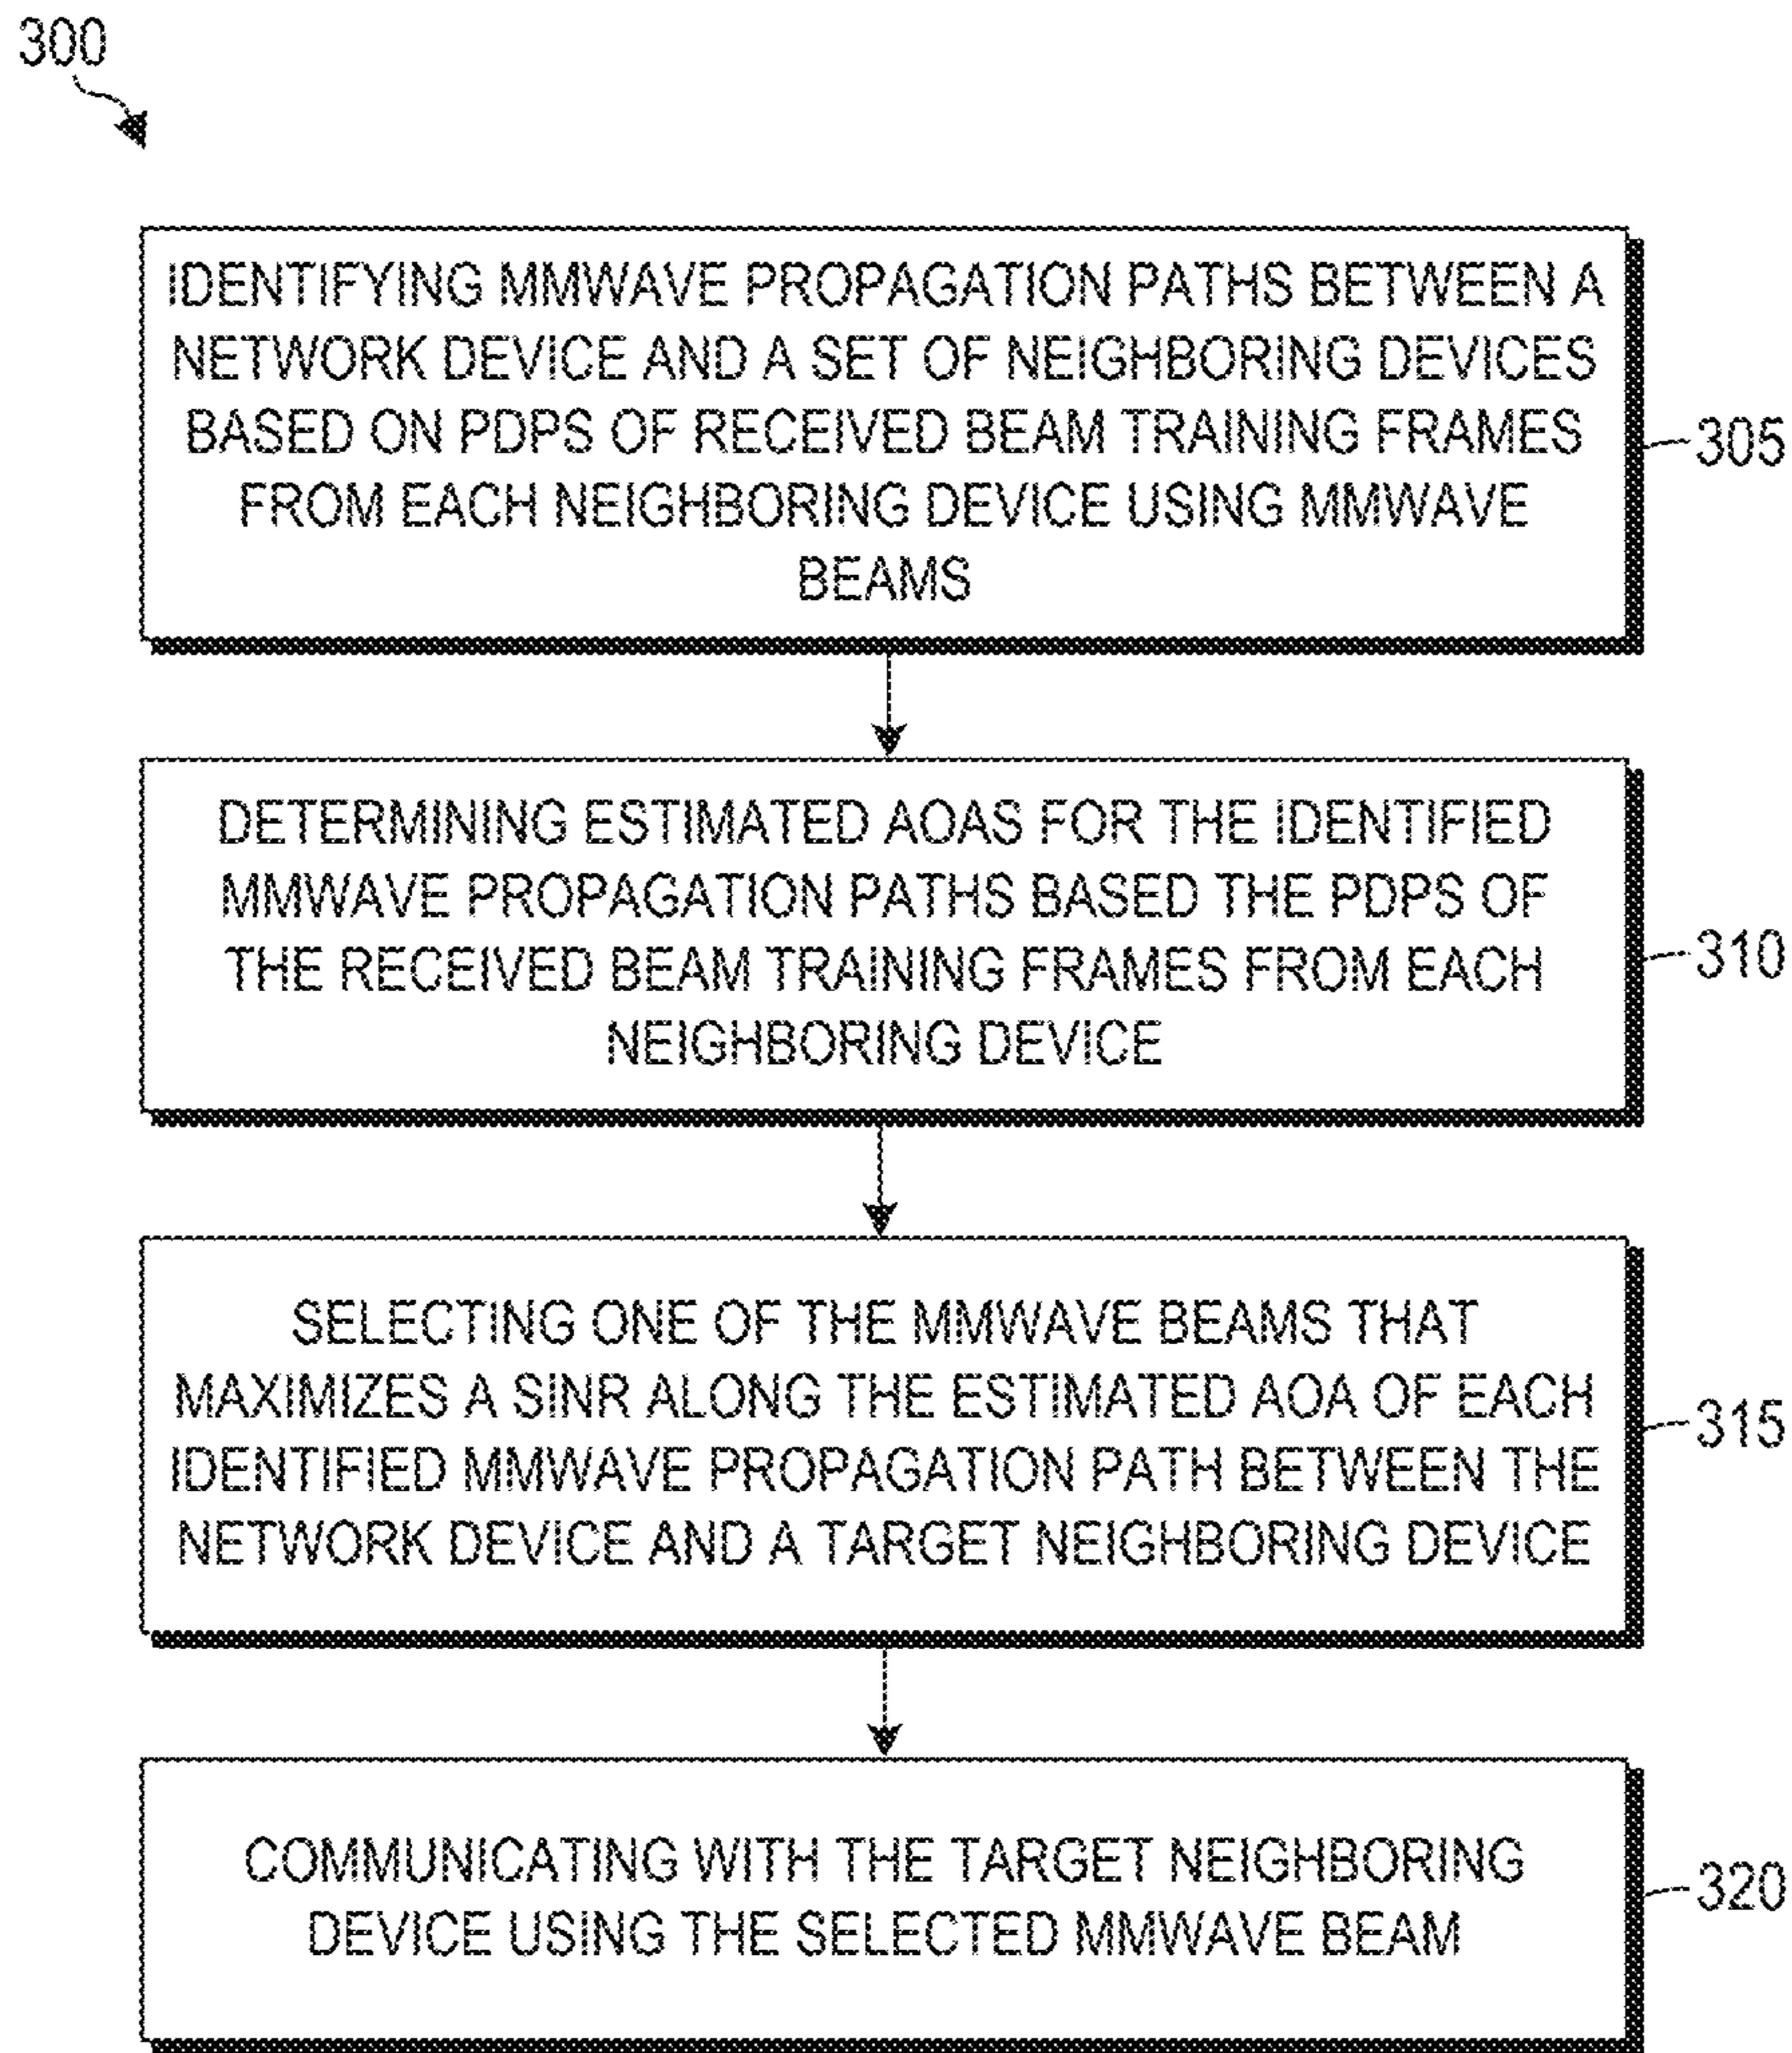 300
IDENTIFYING MMWAVE PROPAGATION PATHS BETWEEN A
NETWORK DEVICE AND A SET OF NEIGHBORING DEVICES
BASED ON PDPS OF RECEIVED BEAM TRAINING FRAMES
FROM EACH NEIGHBORING DEVICE USING MMWAVE
BEAMS
305
DETERMINING ESTIMATED AOAS FOR THE IDENTIFIED
MMWAVE PROPAGATION PATHS BASED THE PDPS OF
THE RECEIVED BEAM TRAINING FRAMES FROM EACH
NEIGHBORING DEVICE
310
SELECTING ONE OF THE MMWAVE BEAMS THAT
MAXIMIZES A SINR ALONG THE ESTIMATED AOA OF EACH
IDENTIFIED MMWAVE PROPAGATION PATH BETWEEN THE
NETWORK DEVICE AND A TARGET NEIGHBORING DEVICE
315
COMMUNICATING WITH THE TARGET NEIGHBORING
DEVICE USING THE SELECTED MMWAVE BEAM
320